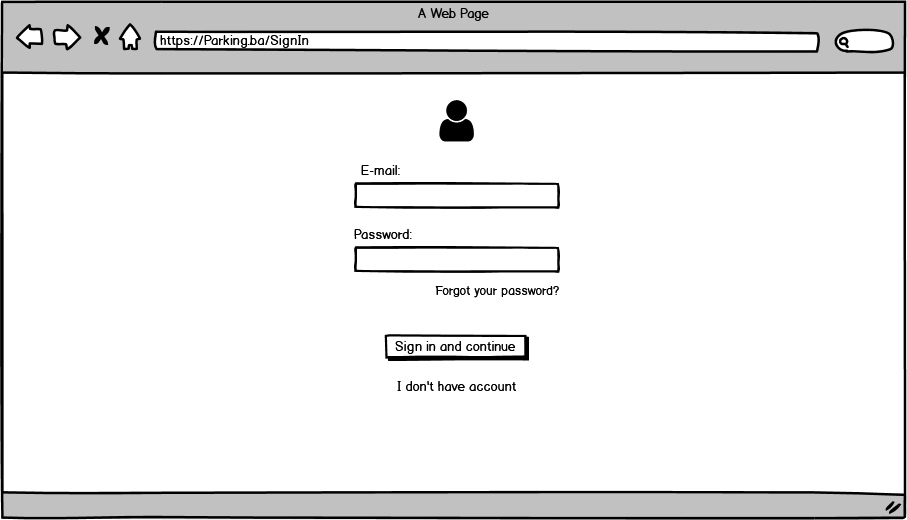 A Web Page
https://Parking.ba/SignIn
E-mail:
Password:
Forgot your password?
Sign in and continue
I don't have account